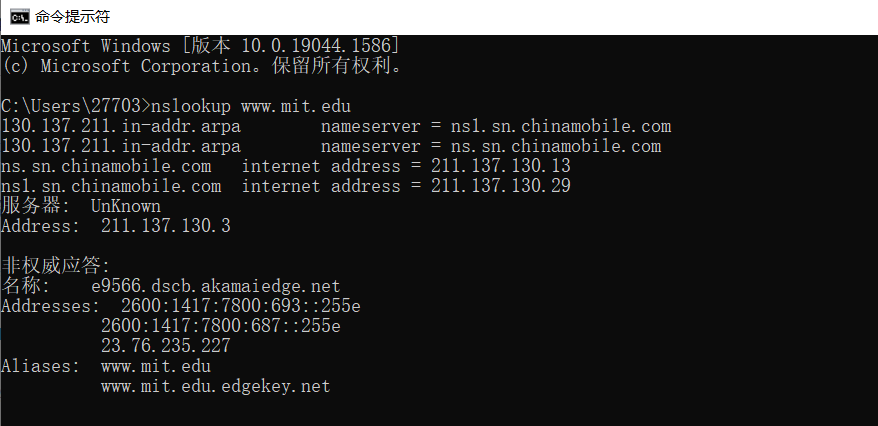 命令提示符
Microsoft Windows [版本 10.0.19044.1586]
(c) Microsoft Corporation。保留所有权利。
C:\Users\27703>nslookup www.mit.edu
130.137.211.in-addr.arpa        nameserver = ns1.sn.chinamobile.com
130.137.211.in-addr.arpa        nameserver = ns.sn.chinamobile.com
ns.sn.chinamobile.com   internet address = 211.137.130.13
ns1.sn.chinamobile.com  internet address = 211.137.130.29
服务器:  UnKnown
Address:  211.137.130.3
非权威应答:
名称:    e9566.dscb.akamaiedge.net
Addresses:  2600:1417:7800:693::255e
          2600:1417:7800:687::255e
          23.76.235.227
Aliases:  www.mit.edu
          www.mit.edu.edgekey.net